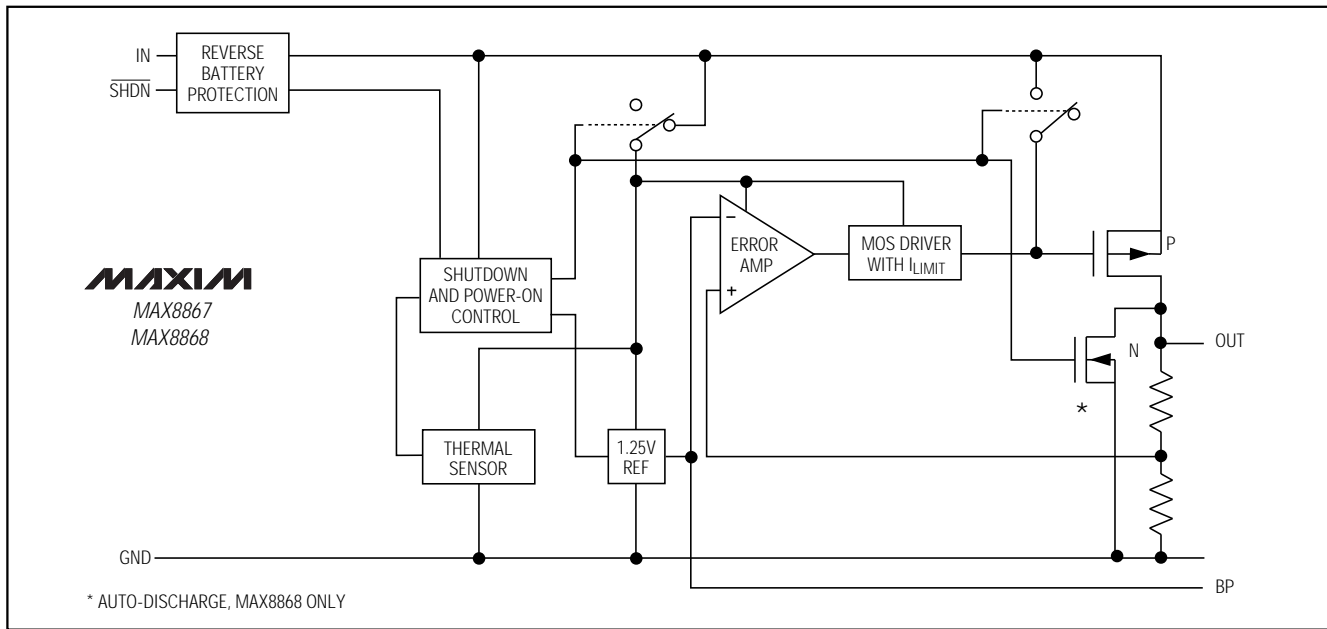 IN
REVERSE
BATTERY
PROTECTION
SHDN
P
ERROR
AMP
−
+
MOS DRIVER
WITH ILIMIT
SHUTDOWN
AND POWER-ON
CONTROL
MAXIM
MAX8867
MAX8868
N
OUT
*
THERMAL
SENSOR
1.25V
REF
GND
BP
* AUTO-DISCHARGE, MAX8868 ONLY